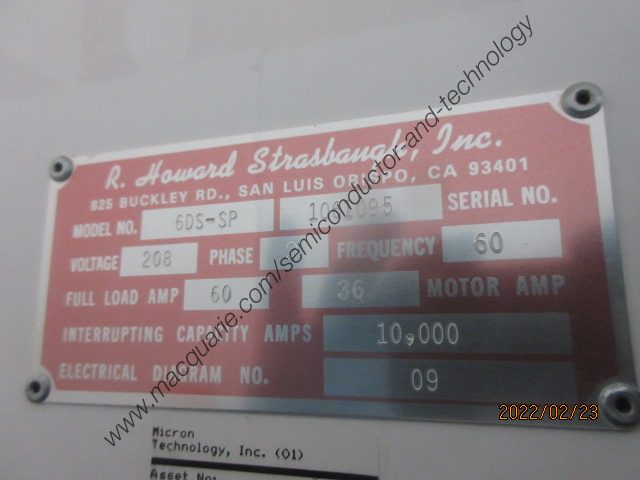 R. Howard Strasbaugh, Inc.
825 BUCKLEY RD., SAN LUIS OBISPO, CA 93401
MODEL NO. 6DS-SP SERIAL NO.
VOLTAGE 208 PHASE FREQUENCY 60
FULL LOAD AMP 60 36 MOTOR AMP
INTERRUPTING CAPACITY AMPS 10,000
ELECTRICAL DIAGRAM NO. 09
2022/02/23
Micron
Technology, Inc. (01)
Asset No:
www.macquarie.com/semiconductor-and-technology